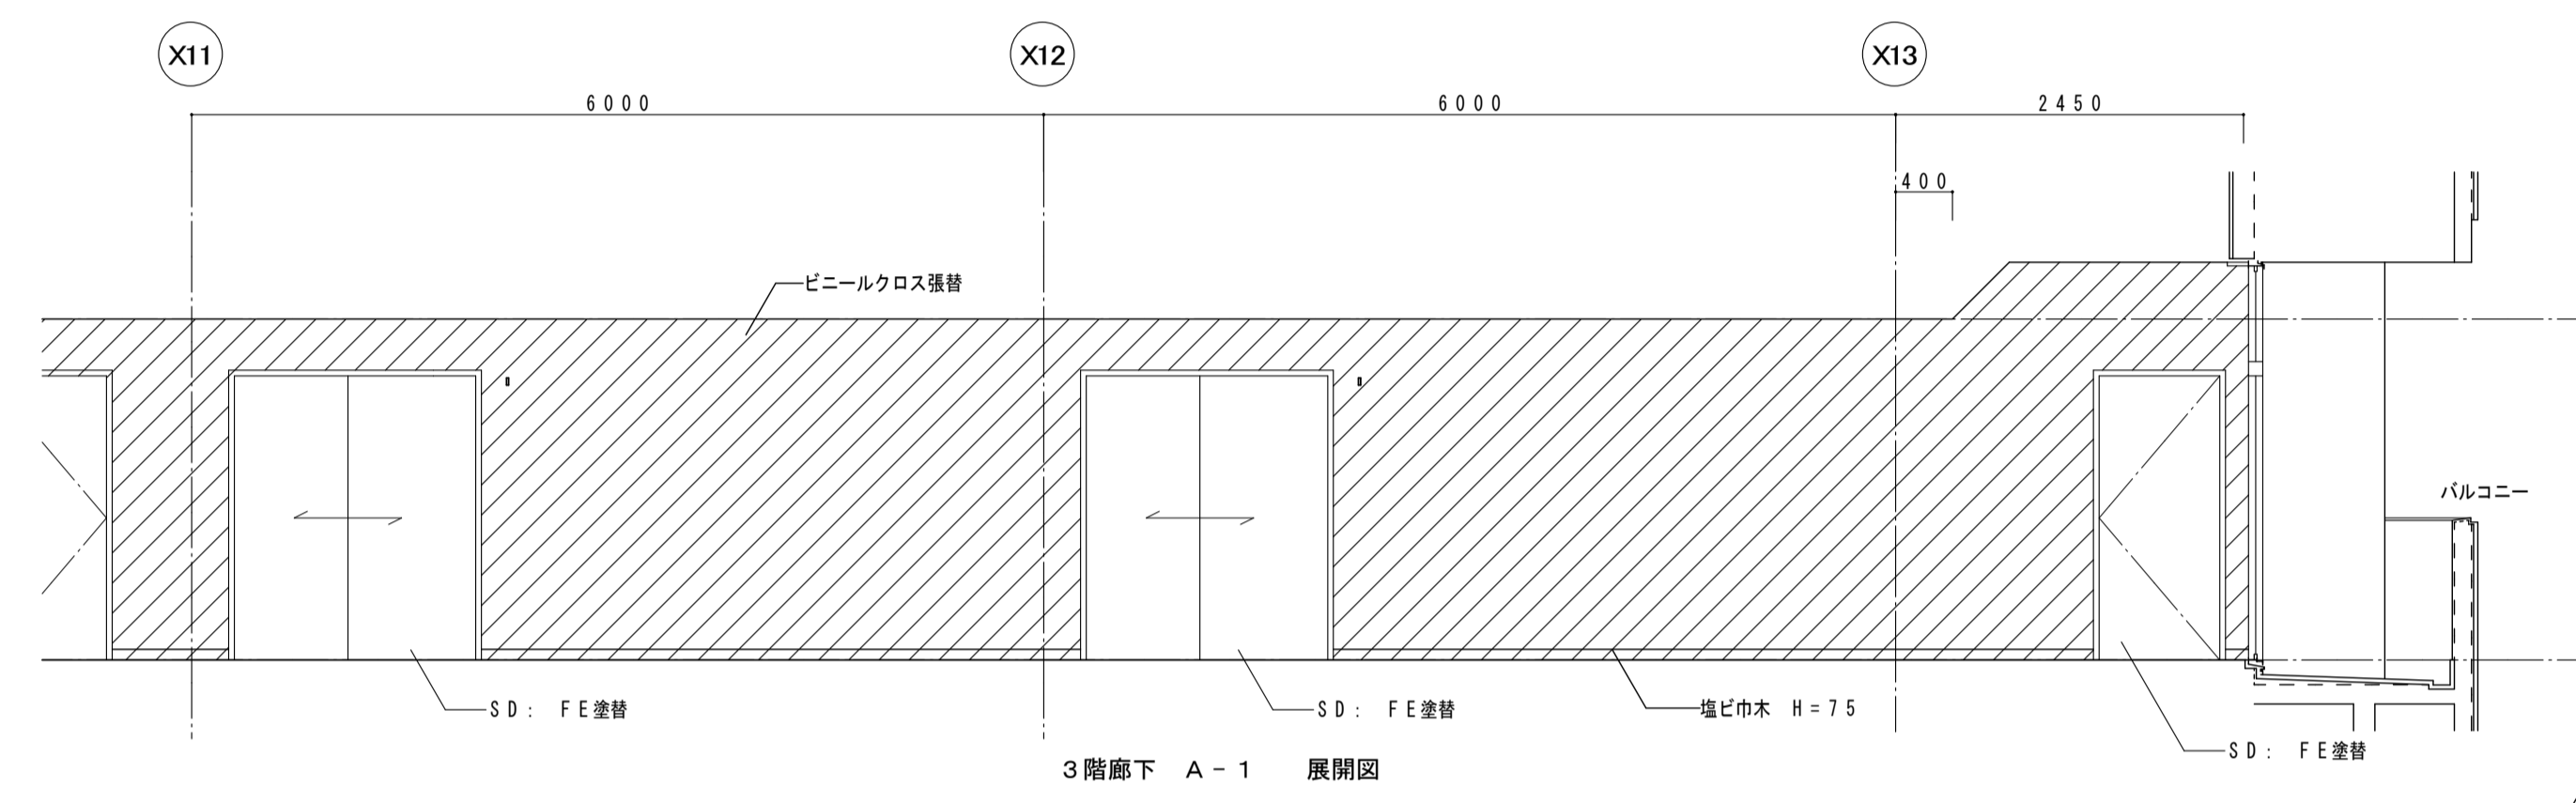 X11
X12
X13
6000
6000
2450
400
ビニールクロス張替
バルコニー
SD： FE塗替
SD： FE塗替
塩ビ巾木 H=75
SD： FE塗替
3階廊下 A-1 展開図